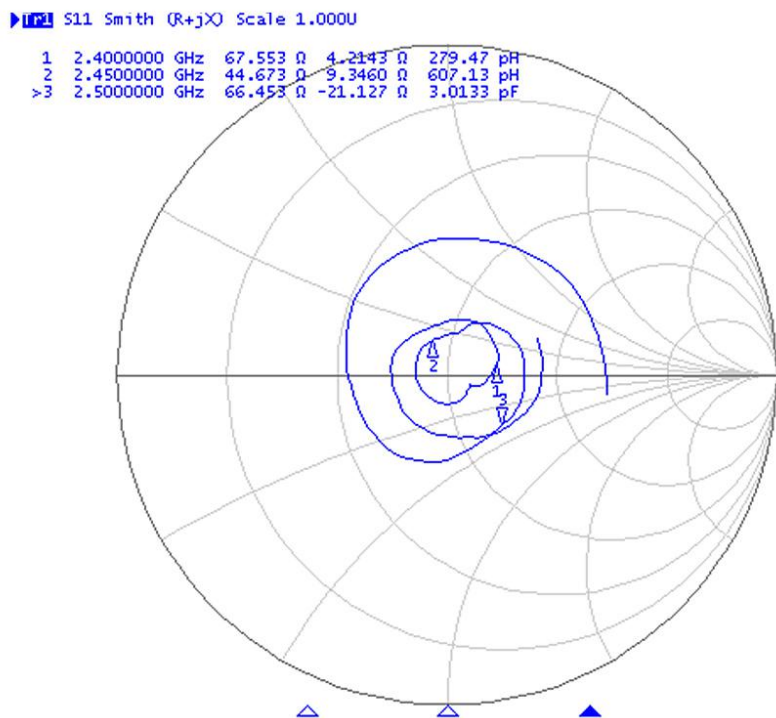 Tr1 S11 Smith (R+jX) Scale 1.000U
1 2.4000000 GHz 67.553 Ω 4.2143 Ω 279.47 pH
2 2.4500000 GHz 44.673 Ω 9.3460 Ω 607.13 pH
>3 2.5000000 GHz 66.453 Ω -21.127 Ω 3.0133 pF
2
1
3